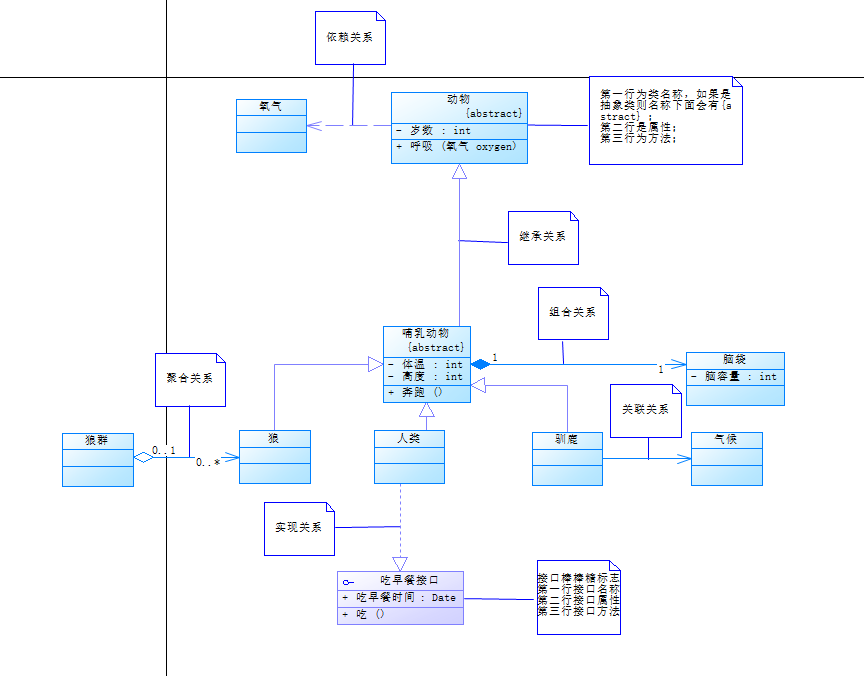 依赖关系
氧气
动物
{abstract}
- 岁数 : int
+ 呼吸 (氧气 oxygen)
第一行为类名称，如果是
抽象类则名称下面会有{a
stract} ;
第二行是属性；
第三行为方法；
继承关系
组合关系
哺乳动物
{abstract}
- 体温 : int
- 高度 : int
+ 奔跑 ()
1
1
脑袋
- 脑容量 : int
聚合关系
关联关系
狼群
0..1
0..*
狼
人类
驯鹿
气候
实现关系
吃早餐接口
+ 吃早餐时间 : Date
+ 吃 ()
接口棒棒糖标志
第一行接口名称
第二行接口属性
第三行接口方法